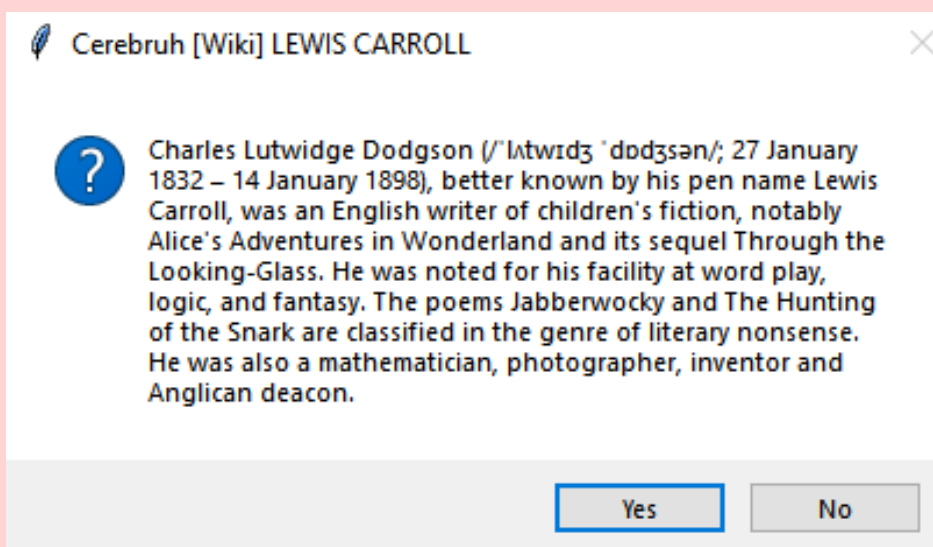 Cerebruh [Wiki] LEWIS CARROLL
Charles Lutwidge Dodgson (/ˈlʌtwɪdʒ ˈdɒdʒsən/; 27 January
1832 – 14 January 1898), better known by his pen name Lewis
Carroll, was an English writer of children's fiction, notably
Alice's Adventures in Wonderland and its sequel Through the
Looking-Glass. He was noted for his facility at word play,
logic, and fantasy. The poems Jabberwocky and The Hunting
of the Snark are classified in the genre of literary nonsense.
He was also a mathematician, photographer, inventor and
Anglican deacon.
Yes
No